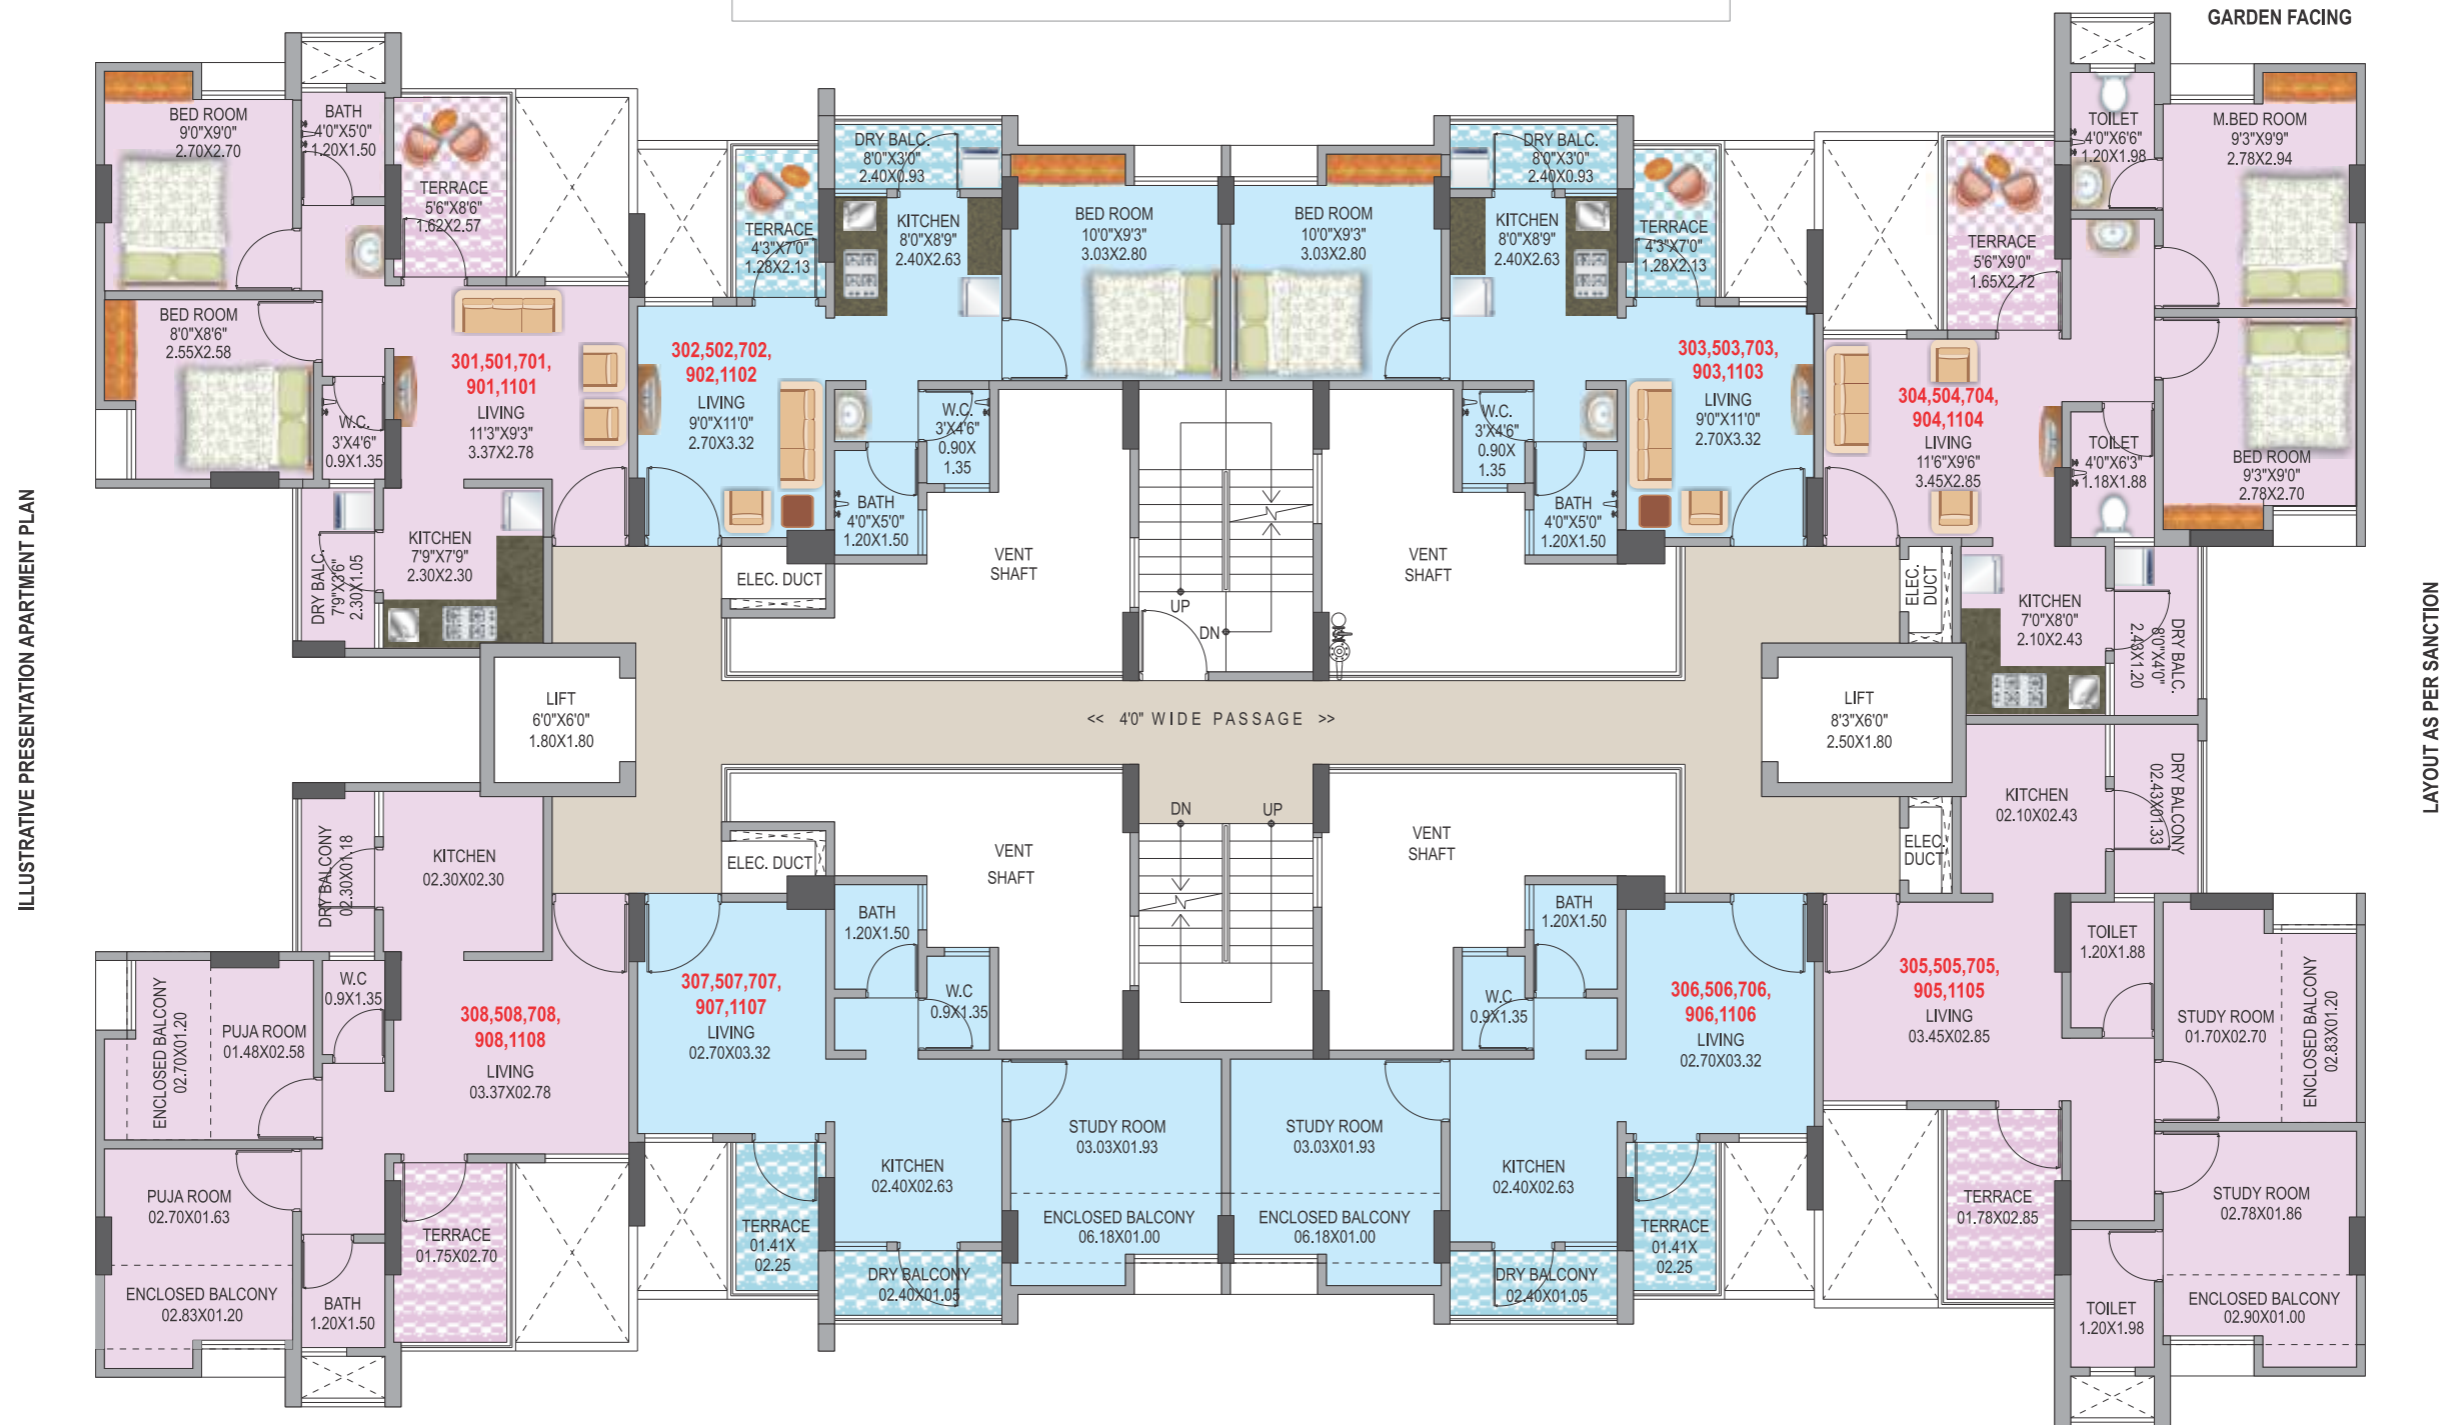 GARDEN FACING
ILLUSTRATIVE PRESENTATION APARTMENT PLAN
LAYOUT AS PER SANCTION
BED ROOM
9'0"X9'0"
2.70X2.70
BATH
4'0"X5'0"
1.20X1.50
TERRACE
5'6"X8'6"
1.62X2.57
BED ROOM
8'0"X8'6"
2.55X2.58
W.C.
3'X4'6"
0.9X1.35
301,501,701,
901,1101
LIVING
11'3"X9'3"
3.37X2.78
DRY BALC.
7'9"X3'6"
2.30X1.05
KITCHEN
7'9"X7'9"
2.30X2.30
TERRACE
4'3"X7'0"
1.28X2.13
DRY BALC.
8'0"X3'0"
2.40X0.93
KITCHEN
8'0"X8'9"
2.40X2.63
BED ROOM
10'0"X9'3"
3.03X2.80
302,502,702,
902,1102
LIVING
9'0"X11'0"
2.70X3.32
W.C.
3'X4'6"
0.90X
1.35
BATH
4'0"X5'0"
1.20X1.50
ELEC. DUCT
VENT
SHAFT
UP
DN
BED ROOM
10'0"X9'3"
3.03X2.80
DRY BALC.
8'0"X3'0"
2.40X0.93
KITCHEN
8'0"X8'9"
2.40X2.63
TERRACE
4'3"X7'0"
1.28X2.13
303,503,703,
903,1103
LIVING
9'0"X11'0"
2.70X3.32
W.C.
3'X4'6"
0.90X
1.35
BATH
4'0"X5'0"
1.20X1.50
VENT
SHAFT
TOILET
4'0"X6'6"
1.20X1.98
M.BED ROOM
9'3"X9'9"
2.78X2.94
TERRACE
5'6"X9'0"
1.65X2.72
304,504,704,
904,1104
LIVING
11'6"X9'6"
3.45X2.85
TOILET
4'0"X6'3"
1.18X1.88
BED ROOM
9'3"X9'0"
2.78X2.70
ELEC.
DUCT
KITCHEN
7'0"X8'0"
2.10X2.43
DRY BALC.
8'0"X4'0"
2.43X1.20
LIFT
6'0"X6'0"
1.80X1.80
<< 4'0" WIDE PASSAGE >>
LIFT
8'3"X6'0"
2.50X1.80
DRY BALCONY
02.30X01.18
KITCHEN
02.30X02.30
ENCLOSED BALCONY
02.70X01.20
PUJA ROOM
01.48X02.58
W.C
0.9X1.35
308,508,708,
908,1108
LIVING
03.37X02.78
PUJA ROOM
02.70X01.63
ENCLOSED BALCONY
02.83X01.20
BATH
1.20X1.50
TERRACE
01.75X02.70
ELEC. DUCT
VENT
SHAFT
BATH
1.20X1.50
307,507,707,
907,1107
LIVING
02.70X03.32
W.C
0.9X1.35
KITCHEN
02.40X02.63
STUDY ROOM
03.03X01.93
ENCLOSED BALCONY
06.18X01.00
TERRACE
01.41X
02.25
DRY BALCONY
02.40X01.05
DN
UP
VENT
SHAFT
BATH
1.20X1.50
W.C
0.9X1.35
306,506,706,
906,1106
LIVING
02.70X03.32
STUDY ROOM
03.03X01.93
ENCLOSED BALCONY
06.18X01.00
KITCHEN
02.40X02.63
DRY BALCONY
02.40X01.05
TERRACE
01.41X
02.25
ELEC.
DUCT
KITCHEN
02.10X02.43
DRY BALCONY
02.43X01.33
305,505,705,
905,1105
LIVING
03.45X02.85
TOILET
1.20X1.88
STUDY ROOM
01.70X02.70
ENCLOSED BALCONY
02.83X01.20
TERRACE
01.78X02.85
STUDY ROOM
02.78X01.86
ENCLOSED BALCONY
02.90X01.00
TOILET
1.20X1.98